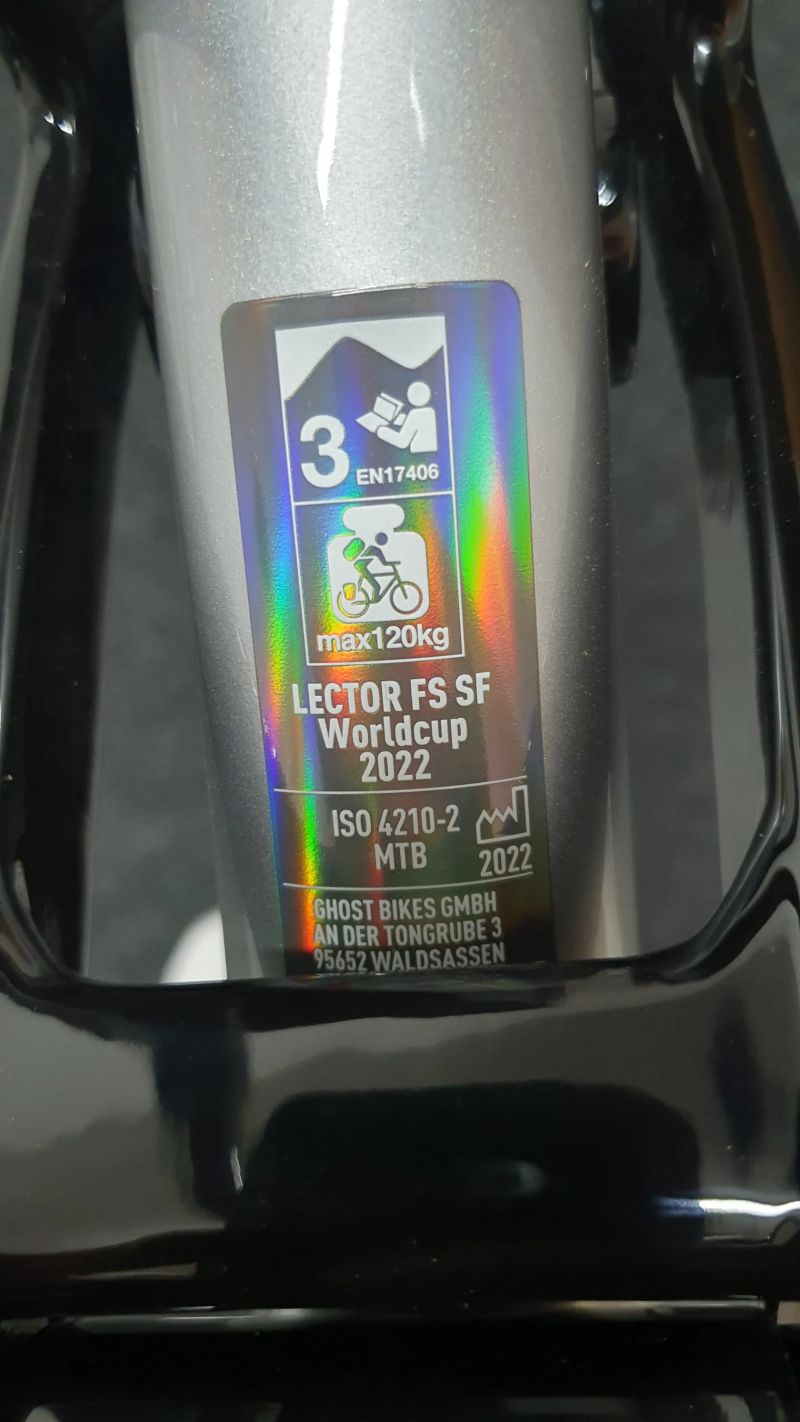 3
EN17406
max120kg
LECTOR FS SF
Worldcup
2022
ISO 4210-2
MTB
2022
GHOST BIKES GMBH
AN DER TONGRUBE 3
95652 WALDSASSEN